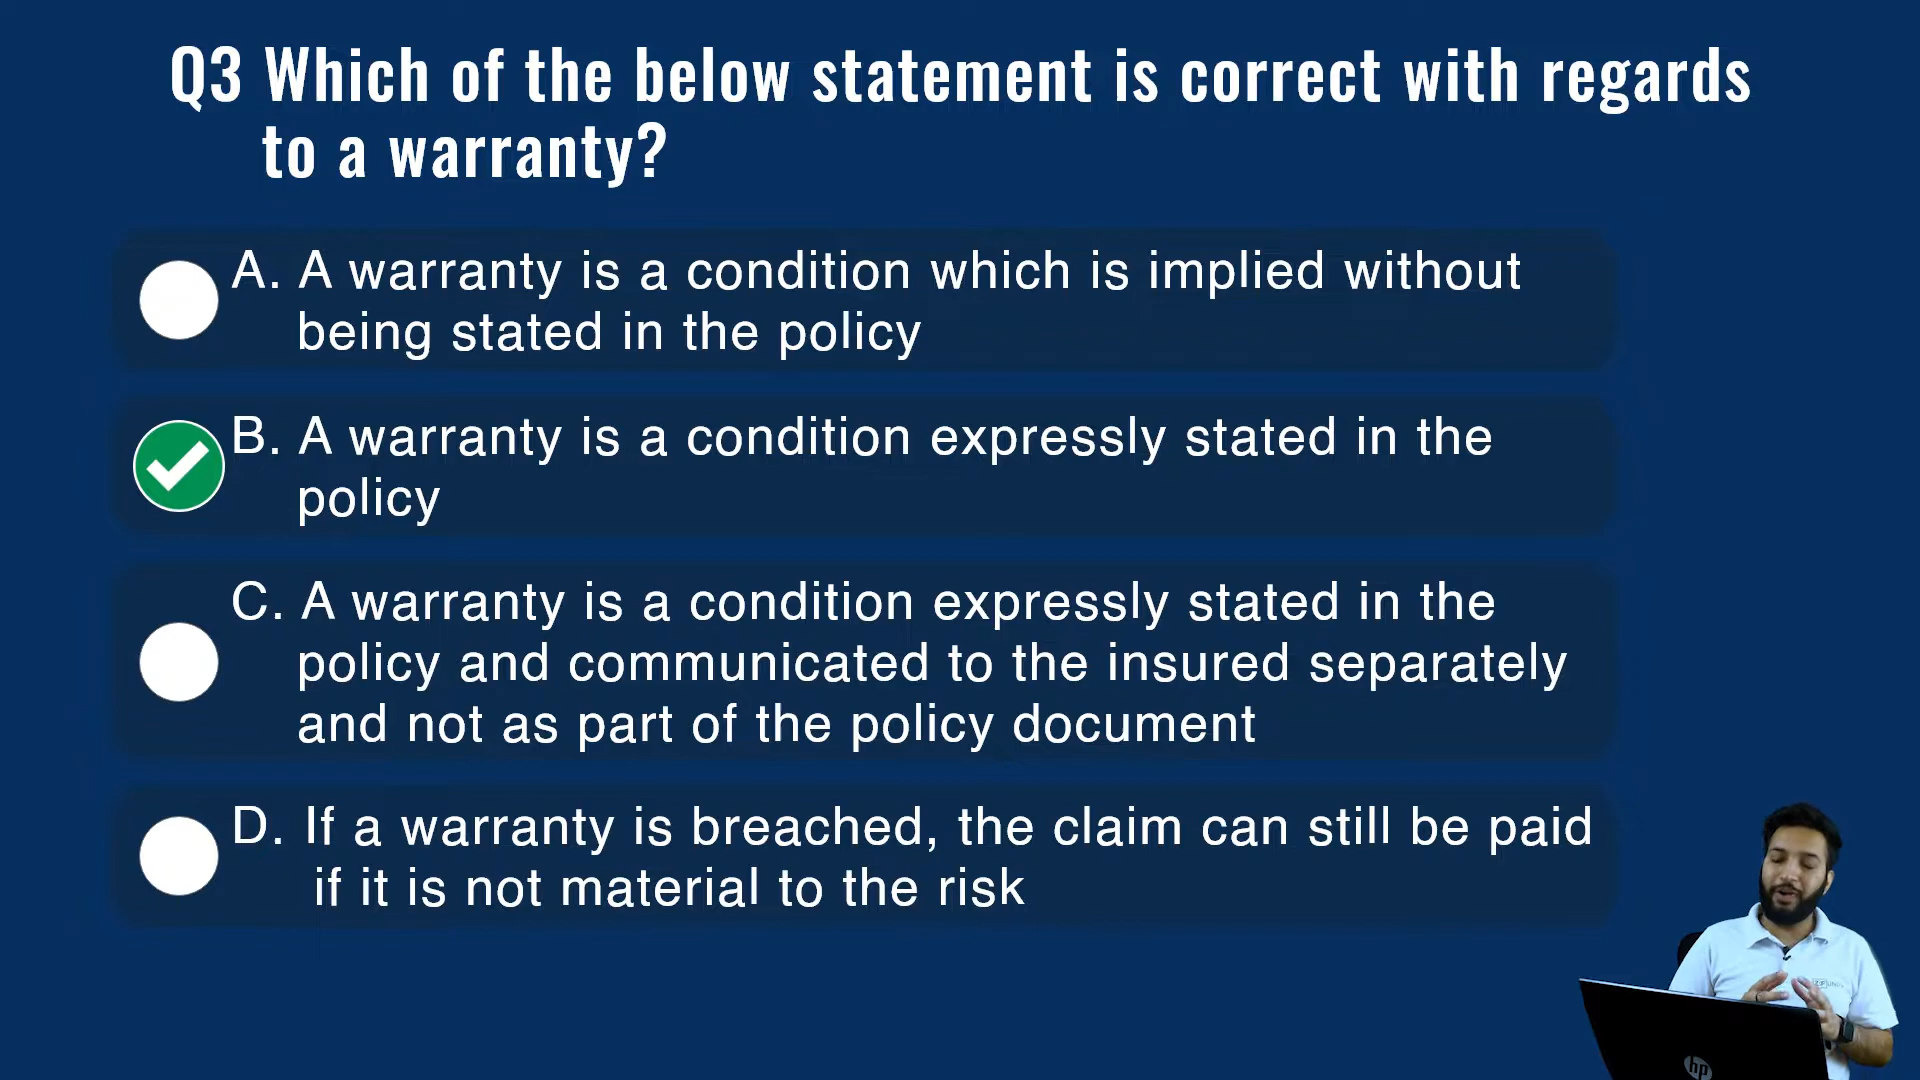 Q3 Which of the below statement is correct with regards
to a warranty?
A. A warranty is a condition which is implied without
being stated in the policy
B. A warranty is a condition expressly stated in the
policy
C. A warranty is a condition expressly stated in the
policy and communicated to the insured separately
and not as part of the policy document
D. If a warranty is breached, the claim can still be paid
if it is not material to the risk
hp